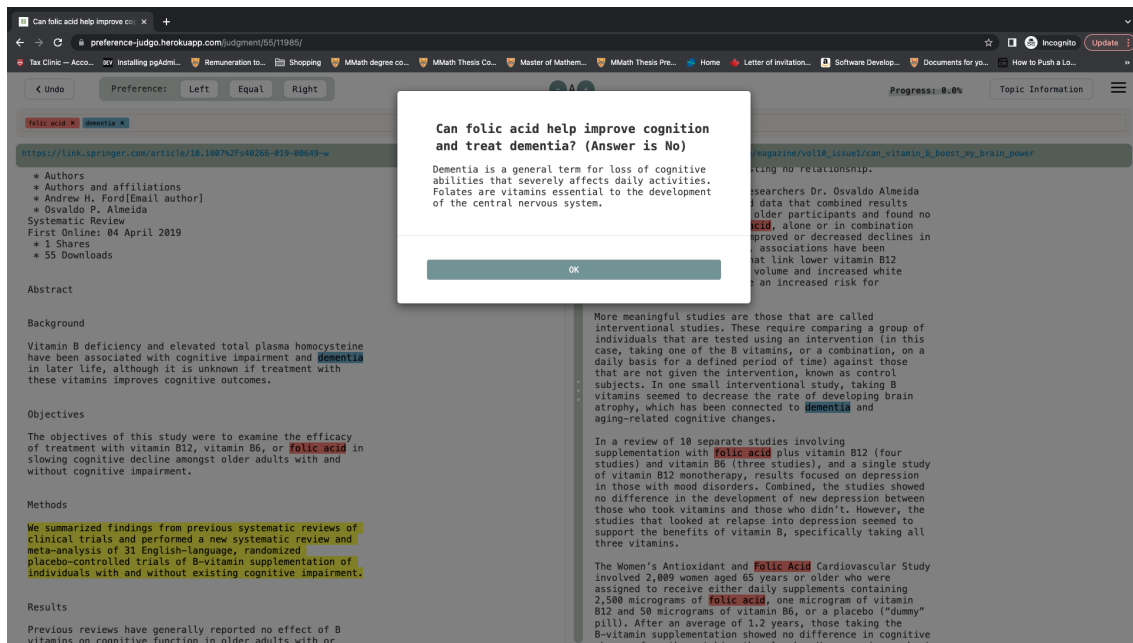 Can folic acid help improve cog
preference-judgo.herokuapp.com/judgment/55/11985/
Incognito
Update
Tax Clinic — Acco...
DEV Installing pgAdmi...
Remuneration to...
Shopping
MMath degree co...
MMath Thesis Co...
Master of Mathem...
MMath Thesis Pre...
Home
Letter of invitation...
Software Develop...
Documents for yo...
How to Push a Lo...
»
Undo
Preference:
Left
Equal
Right
A
Progress: 0.0%
Topic Information
folic acid ×
dementia ×
https://link.springer.com/article/10.1007%2Fs40266-019-00649-w
* Authors
* Authors and affiliations
* Andrew H. Ford[Email author]
* Osvaldo P. Almeida
Systematic Review
First Online: 04 April 2019
* 1 Shares
* 55 Downloads
Abstract
Background
Vitamin B deficiency and elevated total plasma homocysteine
have been associated with cognitive impairment and dementia
in later life, although it is unknown if treatment with
these vitamins improves cognitive outcomes.
Objectives
The objectives of this study were to examine the efficacy
of treatment with vitamin B12, vitamin B6, or folic acid in
slowing cognitive decline amongst older adults with and
without cognitive impairment.
Methods
We summarized findings from previous systematic reviews of
clinical trials and performed a new systematic review and
meta-analysis of 31 English-language, randomized
placebo-controlled trials of B-vitamin supplementation of
individuals with and without existing cognitive impairment.
Results
Previous reviews have generally reported no effect of B
vitamins on cognitive function in older adults with or
Can folic acid help improve cognition
and treat dementia? (Answer is No)
Dementia is a general term for loss of cognitive
abilities that severely affects daily activities.
Folates are vitamins essential to the development
of the central nervous system.
OK
/magazine/vol10_issue1/can_vitamin_b_boost_my_brain_power
no relationship.
esearchers Dr. Osvaldo Almeida
data that combined results
older participants and found no
acid, alone or in combination
mproved or decreased declines in
associations have been
hat link lower vitamin B12
volume and increased white
an increased risk for
More meaningful studies are those that are called
interventional studies. These require comparing a group of
individuals that are tested using an intervention (in this
case, taking one of the B vitamins, or a combination, on a
daily basis for a defined period of time) against those
that are not given the intervention, known as control
subjects. In one small interventional study, taking B
vitamins seemed to decrease the rate of developing brain
atrophy, which has been connected to dementia and
aging-related cognitive changes.
In a review of 10 separate studies involving
supplementation with folic acid plus vitamin B12 (four
studies) and vitamin B6 (three studies), and a single study
of vitamin B12 monotherapy, results focused on depression
in those with mood disorders. Combined, the studies showed
no difference in the development of new depression between
those who took vitamins and those who didn't. However, the
studies that looked at relapse into depression seemed to
support the benefits of vitamin B, specifically taking all
three vitamins.
The Women's Antioxidant and Folic Acid Cardiovascular Study
involved 2,009 women aged 65 years or older who were
assigned to receive either daily supplements containing
2,500 micrograms of folic acid, one microgram of vitamin
B12 and 50 micrograms of vitamin B6, or a placebo ("dummy"
pill). After an average of 1.2 years, those taking the
B-vitamin supplementation showed no difference in cognitive